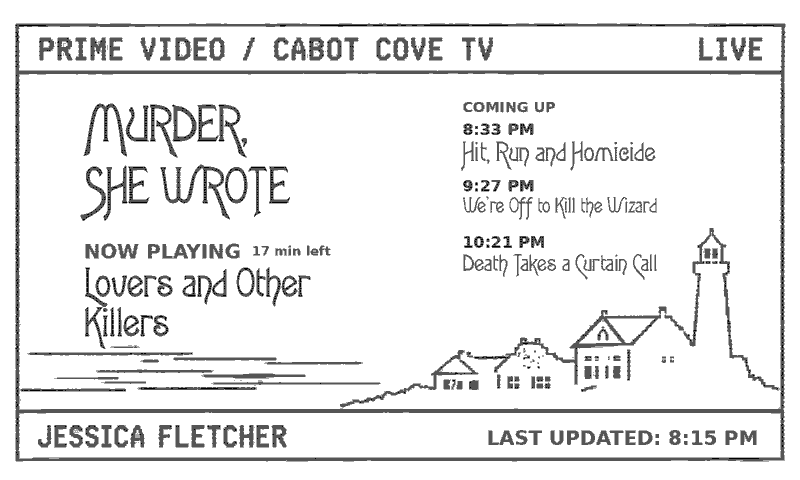 PRIME VIDEO / CABOT COVE TV
LIVE
MURDER,
SHE WROTE
NOW PLAYING 17 min left
Lovers and Other
Killers
COMING UP
8:33 PM
Hit, Run and Homicide
9:27 PM
We're Off to Kill the Wizard
10:21 PM
Death Takes a Curtain Call
JESSICA FLETCHER
LAST UPDATED: 8:15 PM